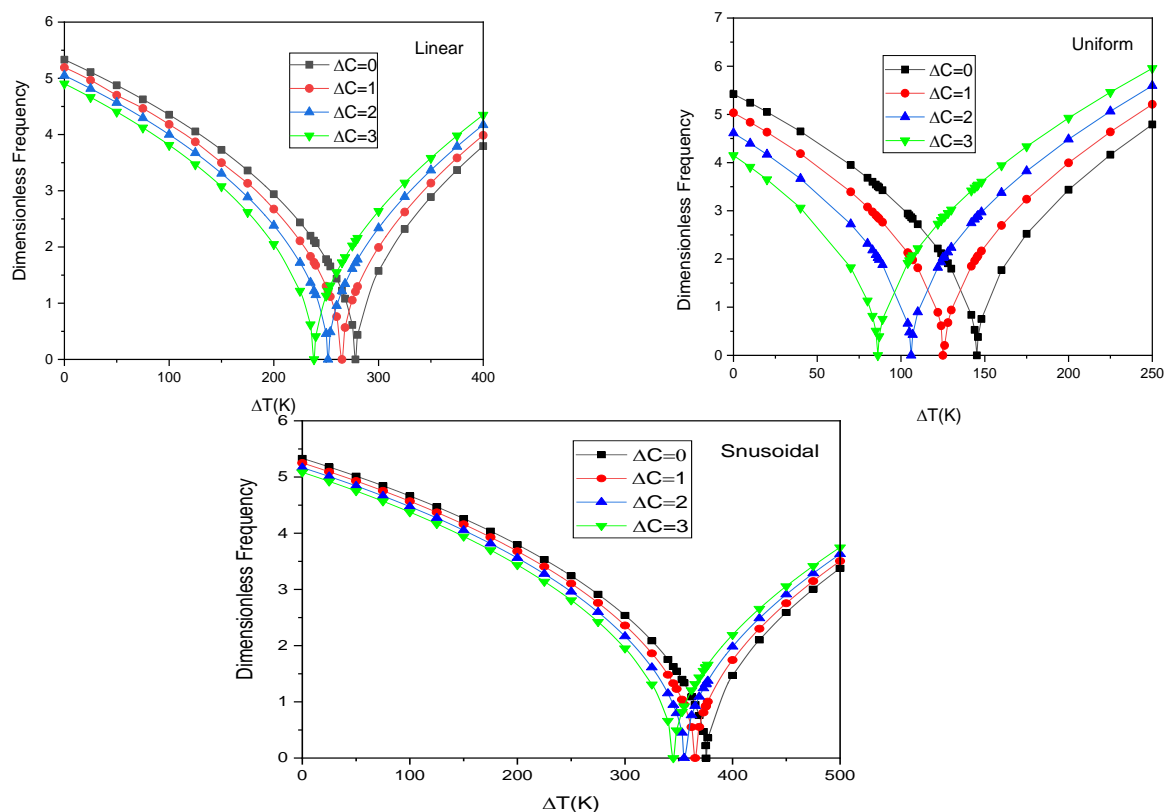 Linear
ΔC=0
ΔC=1
ΔC=2
ΔC=3
Dimensionless Frequency
6
5
4
3
2
1
0
0 100 200 300 400
ΔT(K)
Uniform
ΔC=0
ΔC=1
ΔC=2
ΔC=3
Dimensionless Frequency
7
6
5
4
3
2
1
0
0 50 100 150 200 250
ΔT(K)
Snusoidal
ΔC=0
ΔC=1
ΔC=2
ΔC=3
Dimensionless Frequency
6
5
4
3
2
1
0
0 100 200 300 400 500
ΔT(K)